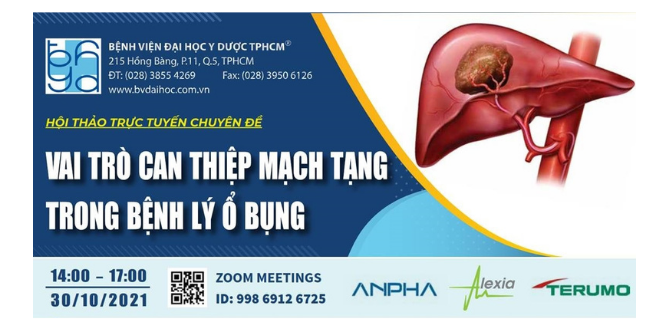 BỆNH VIỆN ĐẠI HỌC Y DƯỢC TPHCM®
215 Hồng Bàng, P.11, Q.5, TPHCM
ĐT: (028) 3855 4269 Fax: (028) 3950 6126
www.bvdaihoc.com.vn
HỘI THẢO TRỰC TUYẾN CHUYÊN ĐỀ
VAI TRÒ CAN THIỆP MẠCH TẠNG
TRONG BỆNH LÝ Ổ BỤNG
14:00 - 17:00
30/10/2021
ZOOM MEETINGS
ID: 998 6912 6725
ANPHA
Alexia
TERUMO